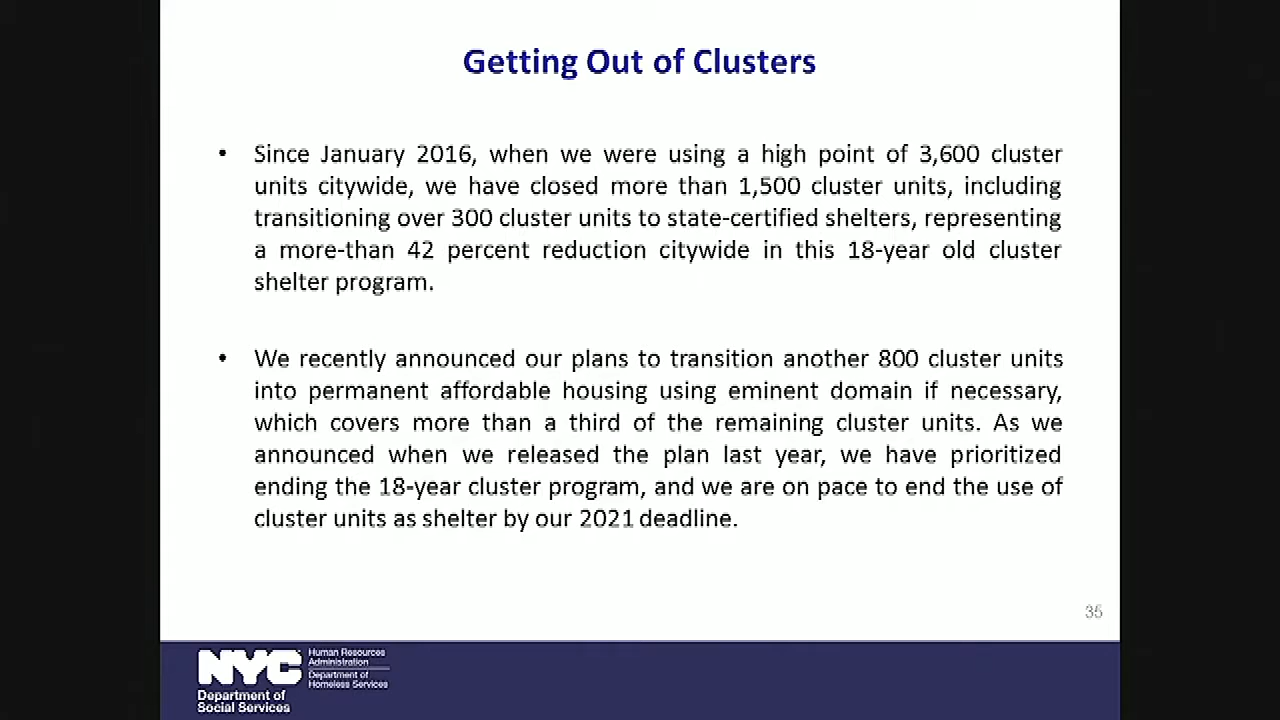 Getting Out of Clusters
• Since January 2016, when we were using a high point of 3,600 cluster
units citywide, we have closed more than 1,500 cluster units, including
transitioning over 300 cluster units to state-certified shelters, representing
a more-than 42 percent reduction citywide in this 18-year old cluster
shelter program.
• We recently announced our plans to transition another 800 cluster units
into permanent affordable housing using eminent domain if necessary,
which covers more than a third of the remaining cluster units. As we
announced when we released the plan last year, we have prioritized
ending the 18-year cluster program, and we are on pace to end the use of
cluster units as shelter by our 2021 deadline.
35
NYC
Department of
Social Services
Human Resources
Administration
Department of
Homeless Services